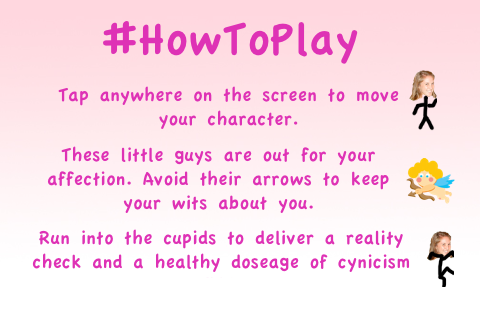 #HowToPlay
Tap anywhere on the screen to move
your character.
These little guys are out for your
affection. Avoid their arrows to keep
your wits about you.
Run into the cupids to deliver a reality
check and a healthy doseage of cynicism